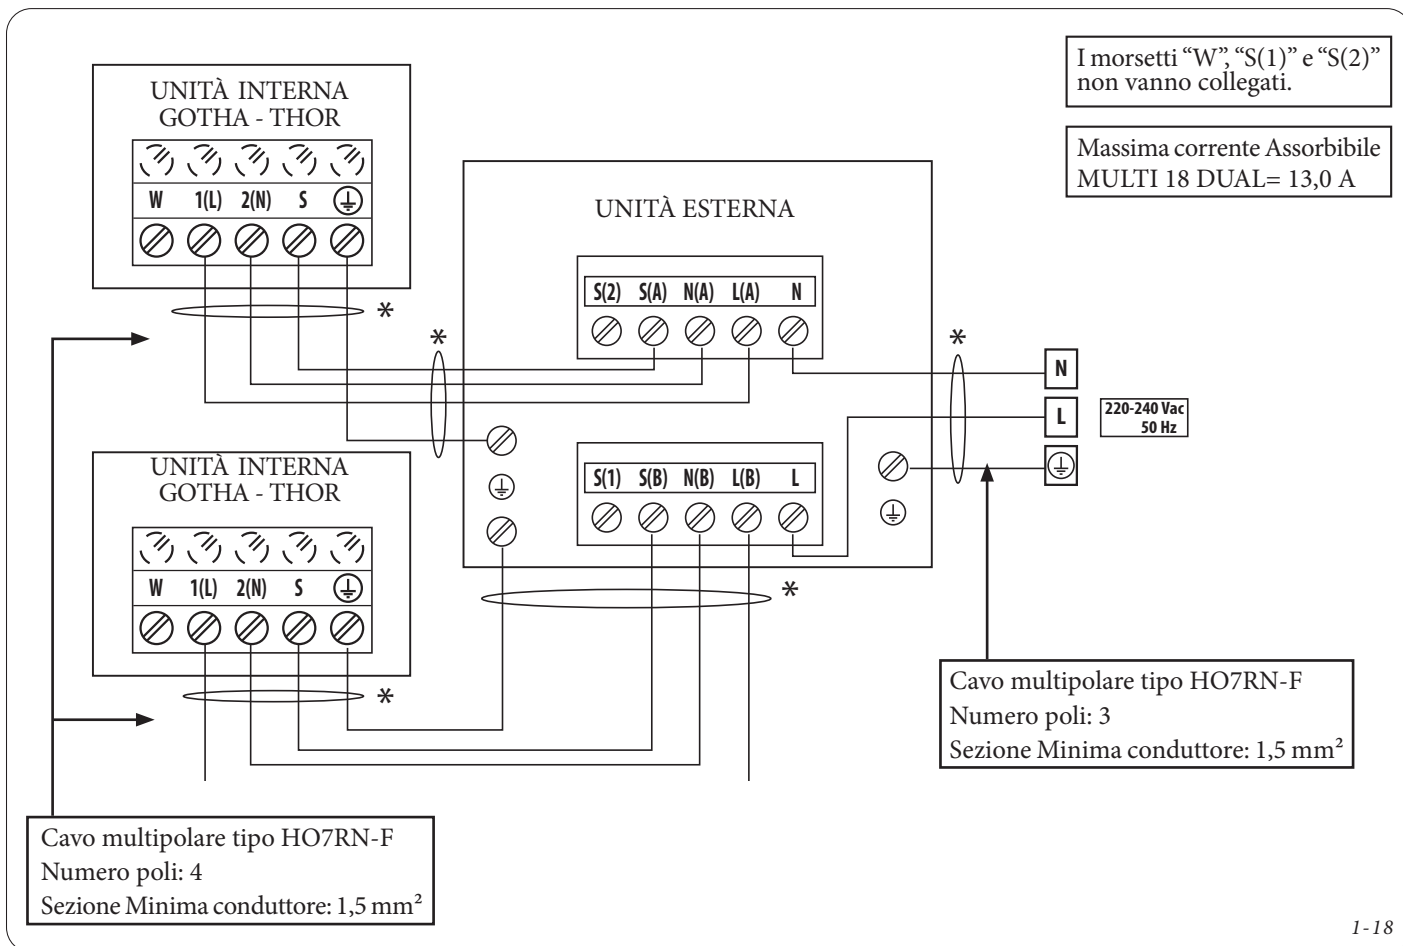 I morsetti “W”, “S(1)” e “S(2)”
non vanno collegati.
Massima corrente Assorbibile
MULTI 18 DUAL= 13,0 A
UNITÀ INTERNA
GOTHA - THOR
W 1(L) 2(N) S
*
UNITÀ ESTERNA
S(2) S(A) N(A) L(A) N
*
*
N
L
220-240 Vac
50 Hz
S(1) S(B) N(B) L(B) L
*
UNITÀ INTERNA
GOTHA - THOR
W 1(L) 2(N) S
*
Cavo multipolare tipo HO7RN-F
Numero poli: 3
Sezione Minima conduttore: 1,5 mm²
Cavo multipolare tipo HO7RN-F
Numero poli: 4
Sezione Minima conduttore: 1,5 mm²
1-18